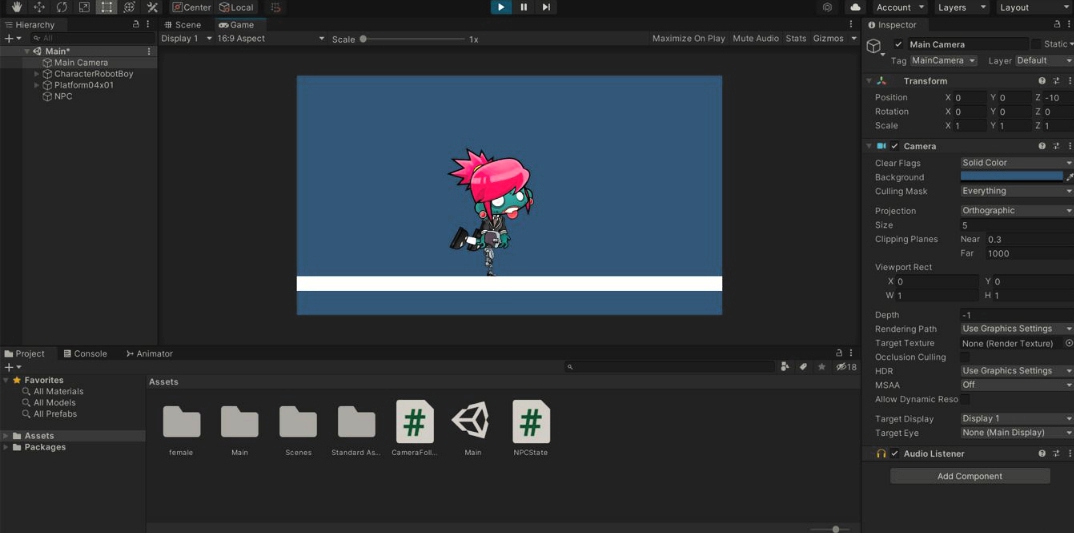 Center Local Account Layers Layout
Hierarchy Scene Game Inspector
All Display 1 16:9 Aspect Scale 1x Maximize On Play Mute Audio Stats Gizmos
Main* Main Camera Static
Main Camera Tag MainCamera Layer Default
CharacterRobotBoy Transform
Platform04x01
NPC Position X 0 Y 0 Z -10
Rotation X 0 Y 0 Z 0
Scale X 1 Y 1 Z 1
Camera
Clear Flags Solid Color
Background
Culling Mask Everything
Projection Orthographic
Size 5
Clipping Planes Near 0.3
Far 1000
Viewport Rect
X 0 Y 0
W 1 H 1
Depth -1
Rendering Path Use Graphics Settings
Target Texture None (Render Texture)
Occlusion Culling
HDR Use Graphics Settings
MSAA Off
Allow Dynamic Reso
Target Display Display 1
Target Eye None (Main Display)
Audio Listener
Add Component
Project Console Animator
18
Favorites Assets
All Materials
All Models
All Prefabs
Assets
Packages
female Main Scenes Standard As... CameraFoll... Main NPCState